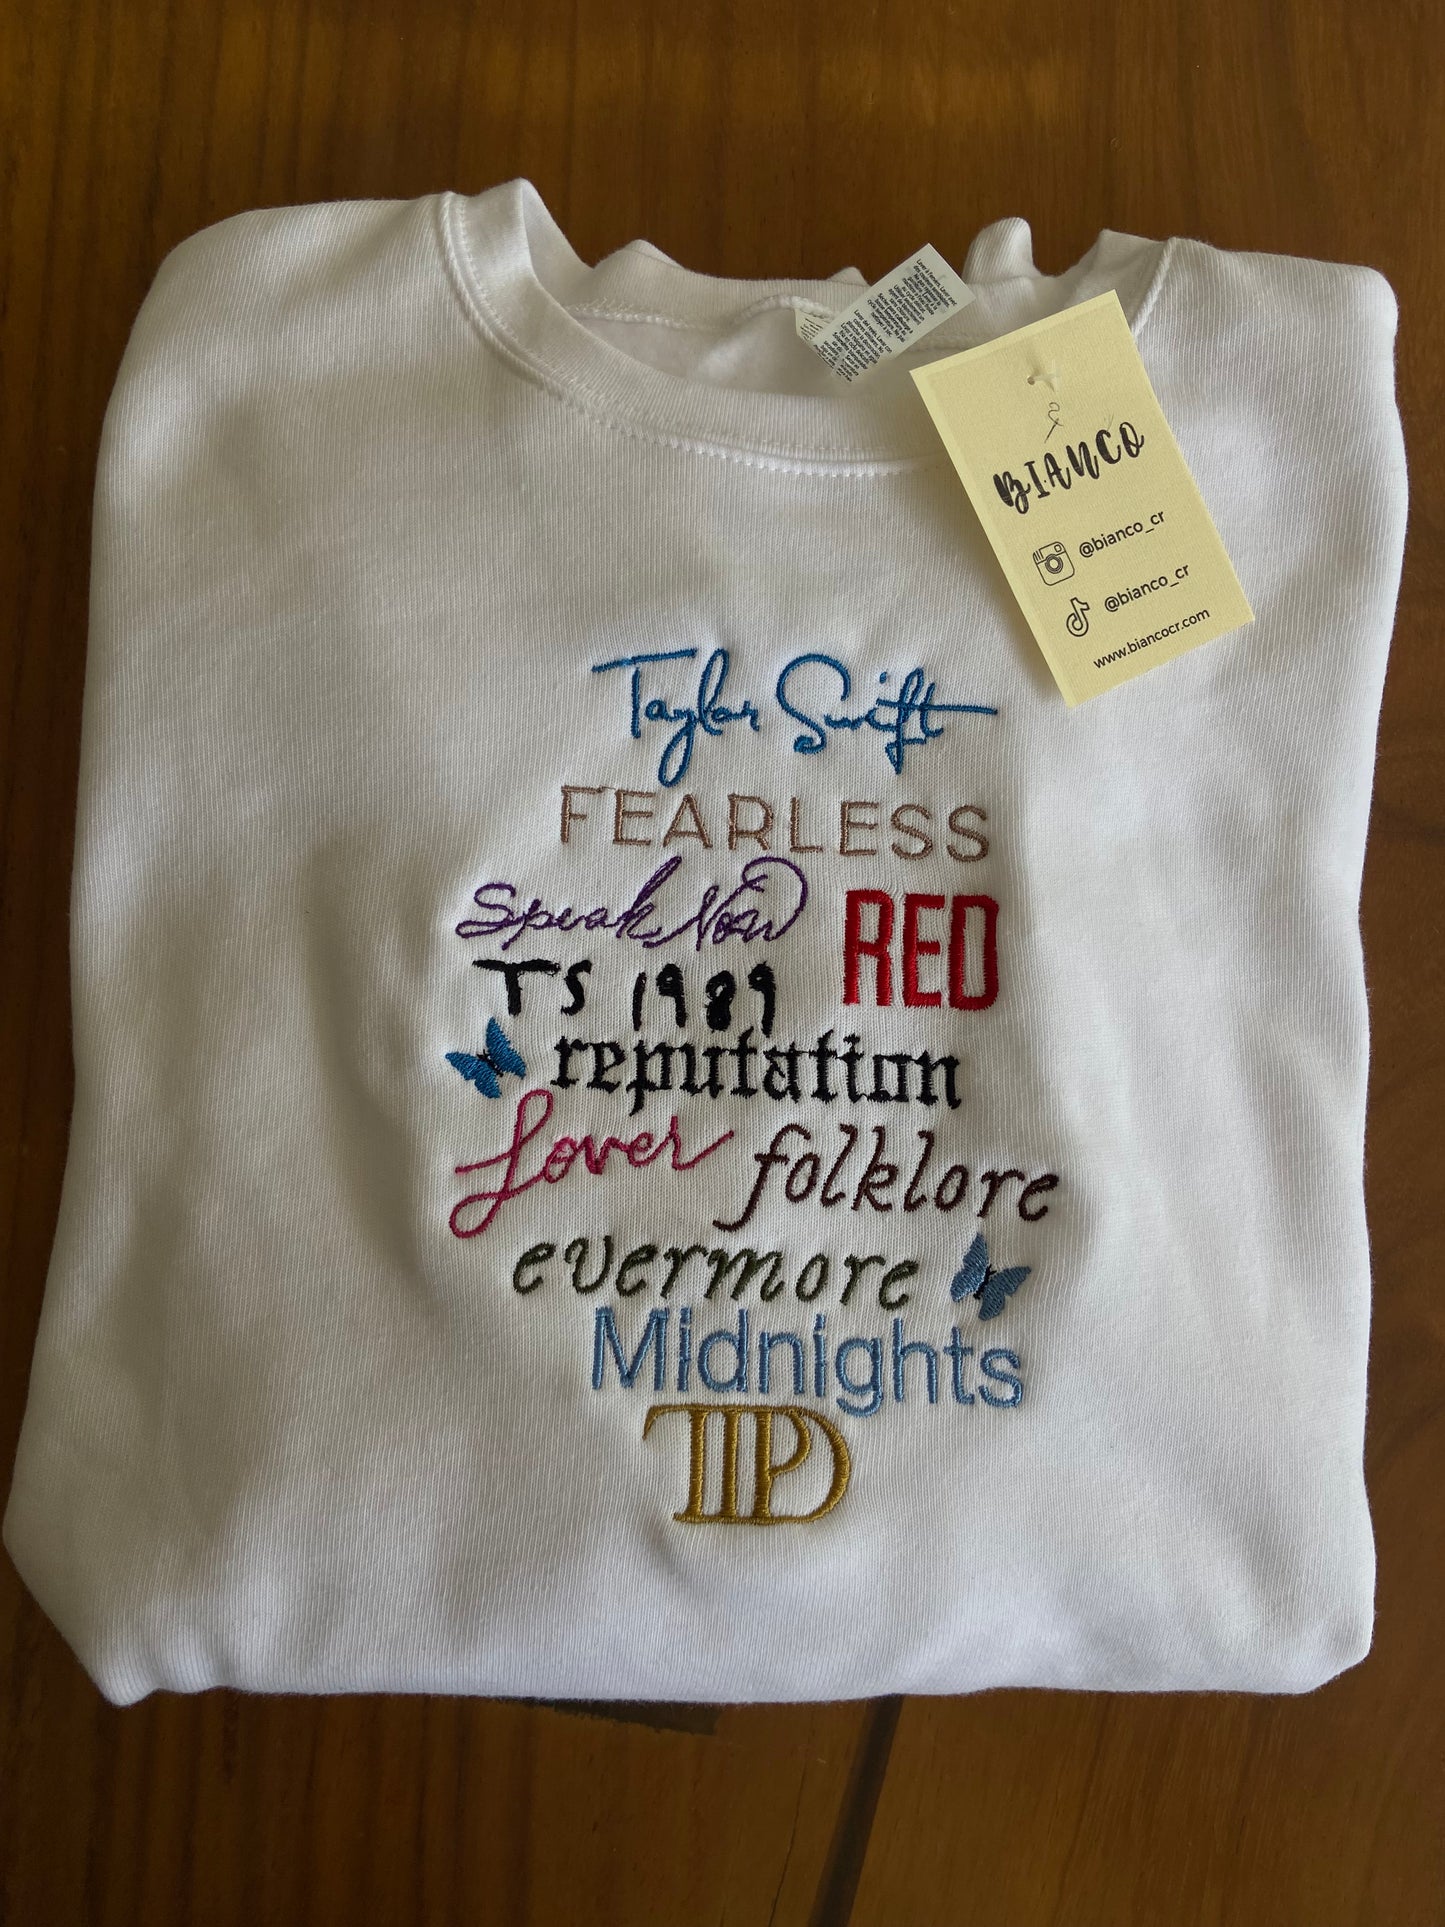 BIANCO
@bianco_cr
@bianco_cr
www.biancocr.com
Taylor Swift
FEARLESS
Speak Now RED
TS 1989
reputation
Lover folklore
evermore
Midnights
TTPD